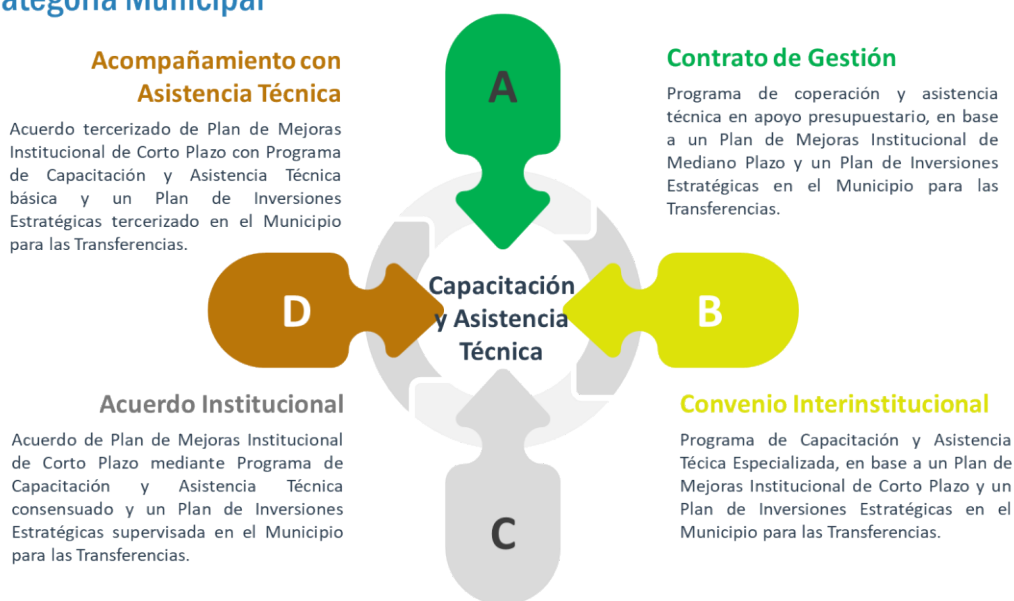 ategoría Municipal
Acompañamiento con
Asistencia Técnica
Acuerdo tercerizado de Plan de Mejoras
Institucional de Corto Plazo con Programa
de Capacitación y Asistencia Técnica
básica y un Plan de Inversiones
Estratégicas tercerizado en el Municipio
para las Transferencias.
A
Contrato de Gestión
Programa de coperación y asistencia
técnica en apoyo presupuestario, en base
a un Plan de Mejoras Institucional de
Mediano Plazo y un Plan de Inversiones
Estratégicas en el Municipio para las
Transferencias.
D
Capacitación
y Asistencia
Técnica
B
Acuerdo Institucional
Acuerdo de Plan de Mejoras Institucional
de Corto Plazo mediante Programa de
Capacitación y Asistencia Técnica
consensuado y un Plan de Inversiones
Estratégicas supervisada en el Municipio
para las Transferencias.
C
Convenio Interinstitucional
Programa de Capacitación y Asistencia
Técica Especializada, en base a un Plan de
Mejoras Institucional de Corto Plazo y un
Plan de Inversiones Estratégicas en el
Municipio para las Transferencias.